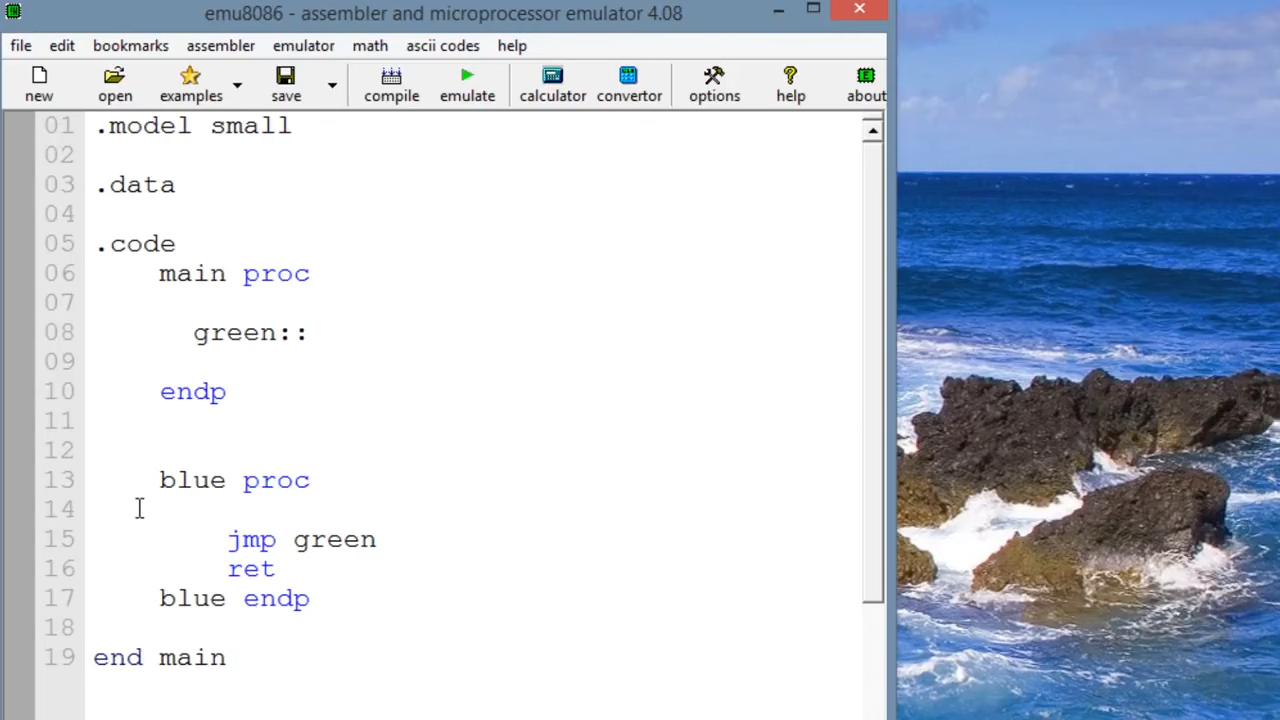 emu8086 - assembler and microprocessor emulator 4.08
file edit bookmarks assembler emulator math ascii codes help
new open examples save compile emulate calculator convertor options help about
01 .model small
02
03 .data
04
05 .code
06 main proc
07
08 green::
09
10 endp
11
12
13 blue proc
14
15 jmp green
16 ret
17 blue endp
18
19 end main